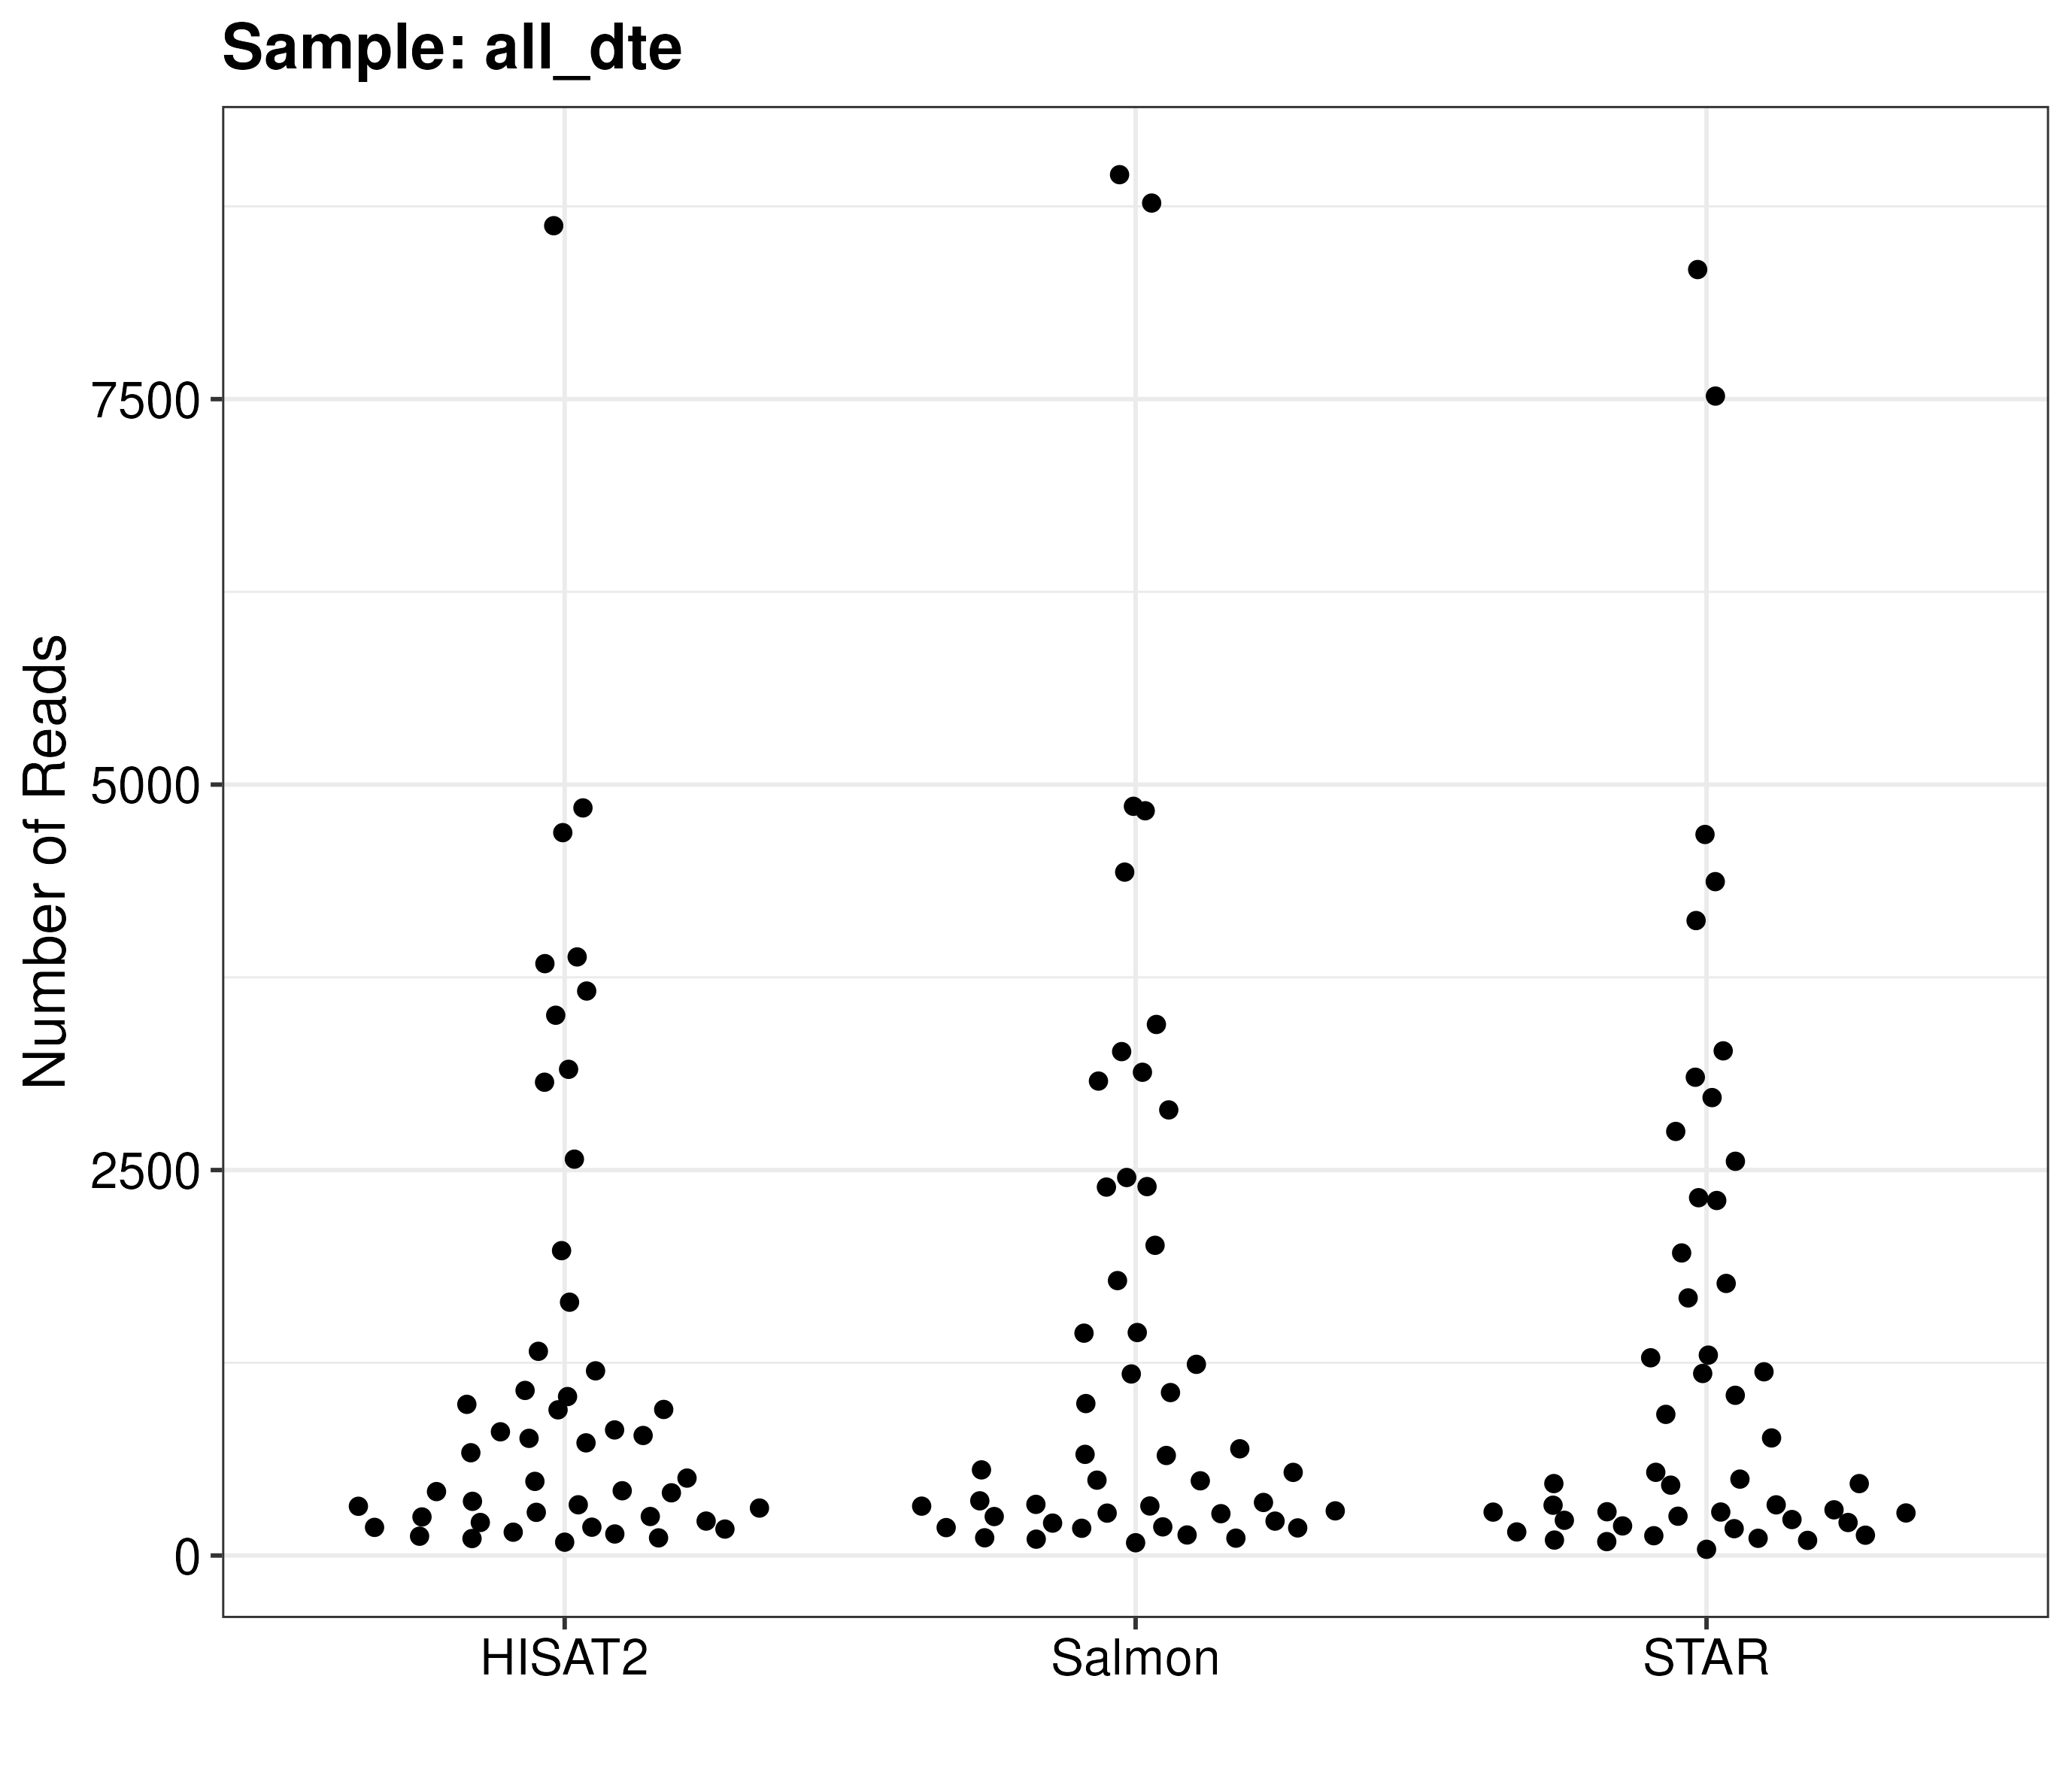 Sample: all_dte
Number of Reads
7500
5000
2500
0
HISAT2
Salmon
STAR